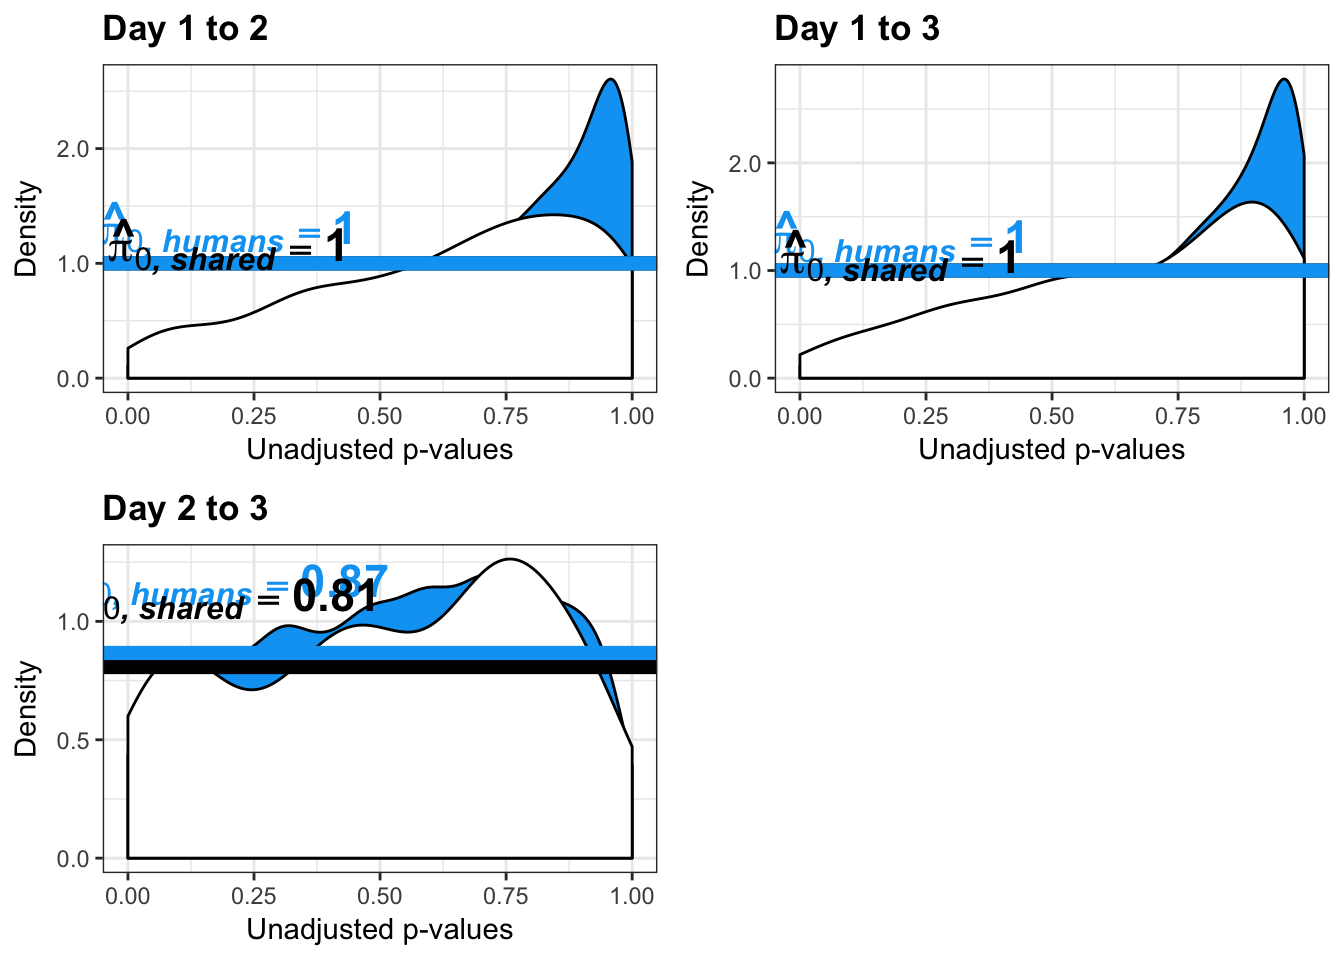 Day 1 to 2
2.0
1.0
0.0
Density
π̂0, humans = 1
π̂0, shared = 1
0.00 0.25 0.50 0.75 1.00
Unadjusted p-values
Day 1 to 3
2.0
1.0
0.0
Density
π̂0, humans = 1
π̂0, shared = 1
0.00 0.25 0.50 0.75 1.00
Unadjusted p-values
Day 2 to 3
1.0
0.5
0.0
Density
0, humans = 0.87
0, shared = 0.81
0.00 0.25 0.50 0.75 1.00
Unadjusted p-values